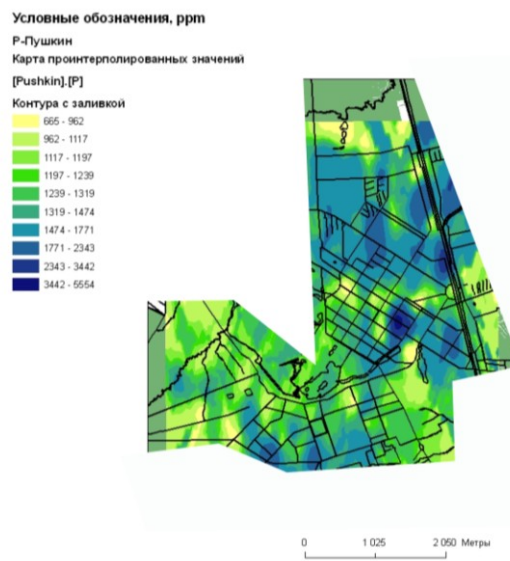 Условные обозначения, ppm
Р-Пушкин
Карта проинтерполированных значений
[Pushkin].[P]
Контура с заливкой
665 - 962
962 - 1117
1117 - 1197
1197 - 1239
1239 - 1319
1319 - 1474
1474 - 1771
1771 - 2343
2343 - 3442
3442 - 5554
0 1 025 2 050 Метры